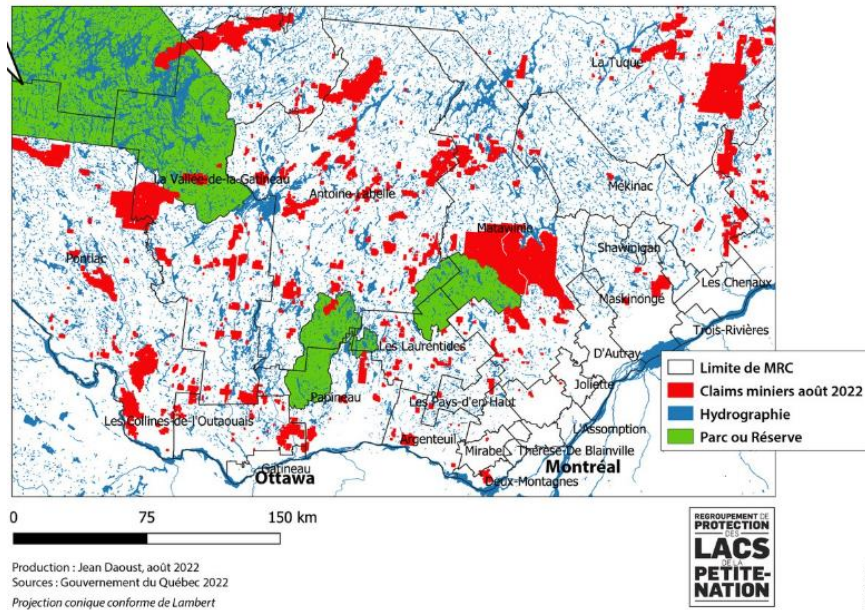 La Tuque
La Vallée-de-la-Gatineau
Antoine-Labelle
Mékinac
Matawinie
Shawinigan
Pontiac
Les Chenaux
Maskinongé
Trois-Rivières
Les Laurentides
D'Autray
Joliette
Papineau
Les Pays-d'en-Haut
Les Collines-de-l'Outaouais
L'Assomption
Argenteuil
Mirabel
Thérèse-De Blainville
Gatineau
Montréal
Ottawa
Deux-Montagnes
Limite de MRC
Claims miniers août 2022
Hydrographie
Parc ou Réserve
0 75 150 km
Production : Jean Daoust, août 2022
Sources : Gouvernement du Québec 2022
Projection conique conforme de Lambert
REGROUPEMENT DE
PROTECTION
DES
LACS
DE LA
PETITE-
NATION